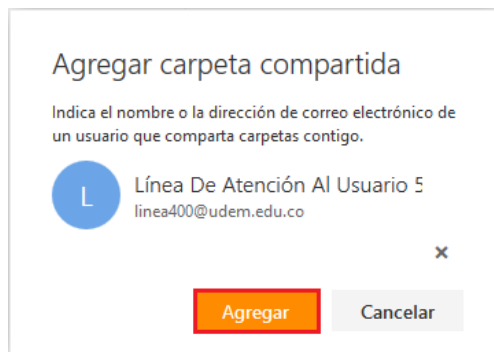 Agregar carpeta compartida
Indica el nombre o la dirección de correo electrónico de
un usuario que comparta carpetas contigo.
L
Línea De Atención Al Usuario 5
linea400@udem.edu.co
×
Agregar
Cancelar